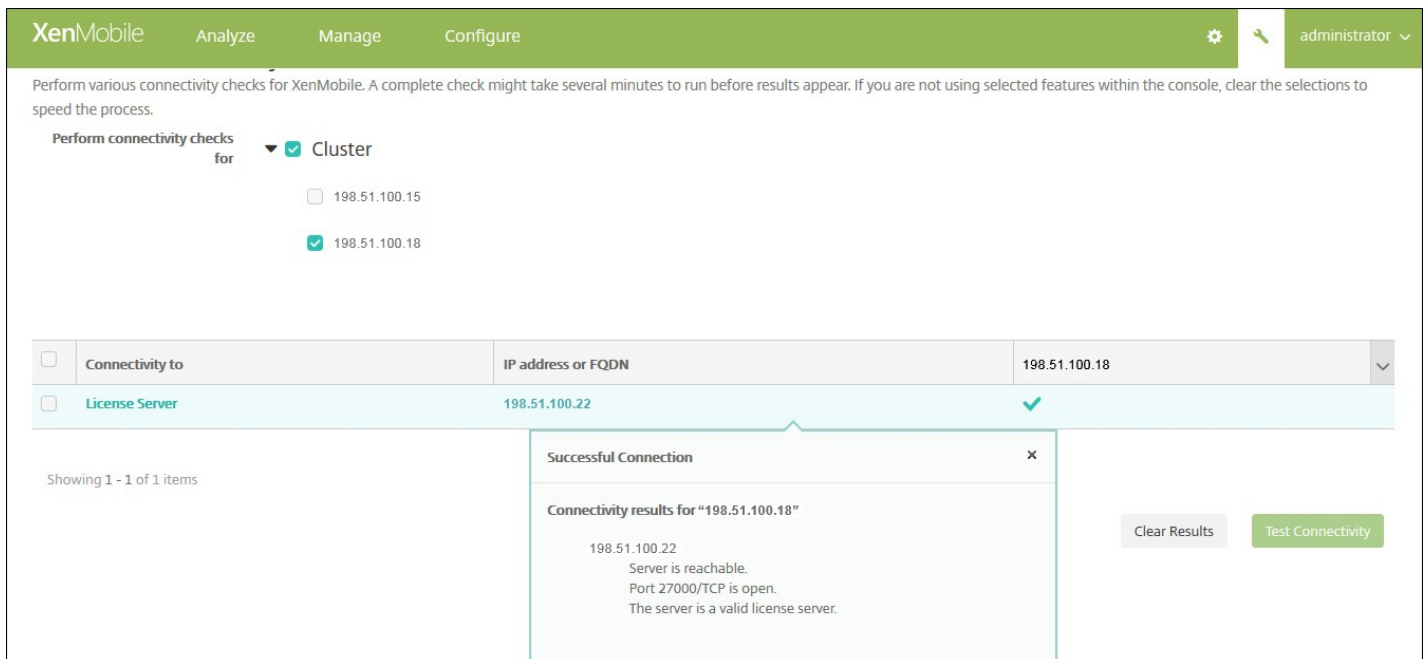 XenMobile Analyze Manage Configure administrator
Perform various connectivity checks for XenMobile. A complete check might take several minutes to run before results appear. If you are not using selected features within the console, clear the selections to
speed the process.
Perform connectivity checks
for
Cluster
198.51.100.15
198.51.100.18
Connectivity to IP address or FQDN 198.51.100.18
License Server 198.51.100.22
Successful Connection
Showing 1 - 1 of 1 items
Connectivity results for "198.51.100.18"
Clear Results Test Connectivity
198.51.100.22
Server is reachable.
Port 27000/TCP is open.
The server is a valid license server.